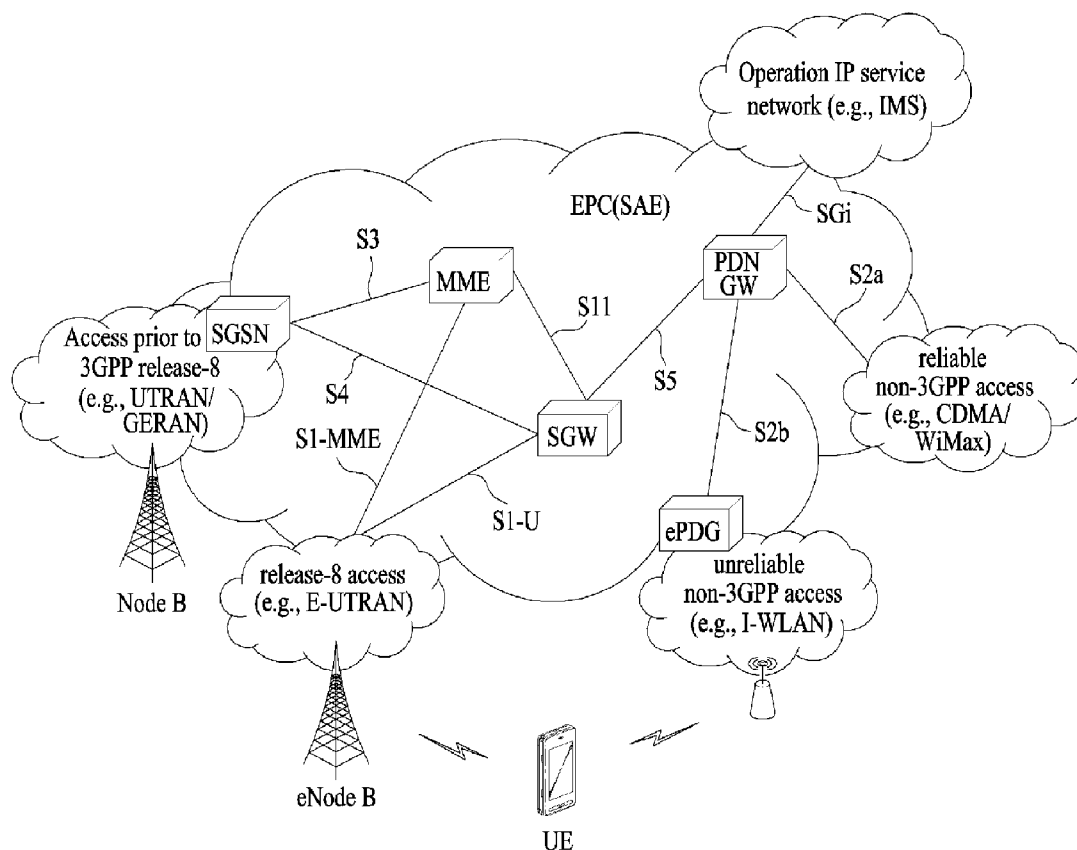 Operation IP service
network (e.g., IMS)
EPC(SAE)
SGi
S3
MME
PDN
GW
S2a
SGSN
S11
Access prior to
3GPP release-8
(e.g., UTRAN/
GERAN)
S4
S5
reliable
non-3GPP access
(e.g., CDMA/
WiMax)
S1-MME
SGW
S2b
S1-U
ePDG
release-8 access
(e.g., E-UTRAN)
unreliable
non-3GPP access
(e.g., I-WLAN)
Node B
eNode B
UE